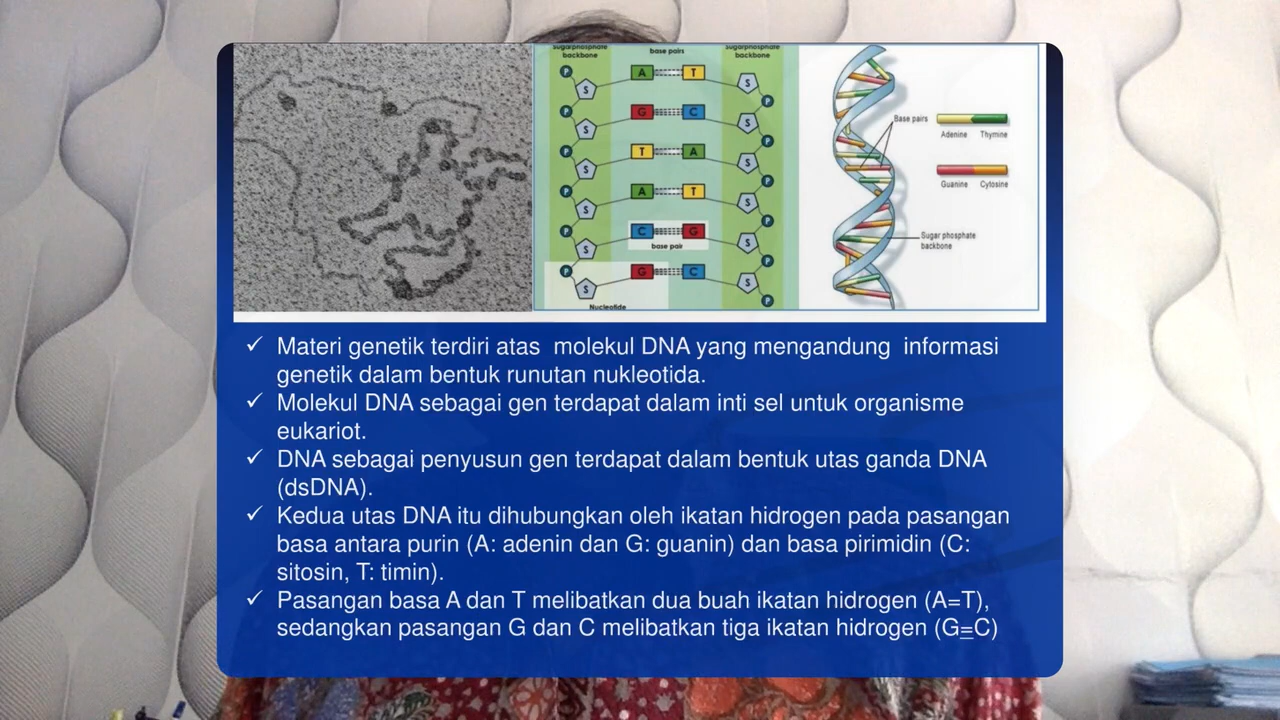 sugarphosphate
backbone
base pairs
sugarphosphate
backbone
P
S
A
T
S
P
P
S
G
C
S
P
P
S
T
A
S
P
P
S
A
T
S
P
P
S
C
G
S
P
base pair
P
S
G
C
S
P
Nucleotide
Base pairs
Adenine Thymine
Guanine Cytosine
Sugar phosphate
backbone
✓ Materi genetik terdiri atas molekul DNA yang mengandung informasi
genetik dalam bentuk runutan nukleotida.
✓ Molekul DNA sebagai gen terdapat dalam inti sel untuk organisme
eukariot.
✓ DNA sebagai penyusun gen terdapat dalam bentuk utas ganda DNA
(dsDNA).
✓ Kedua utas DNA itu dihubungkan oleh ikatan hidrogen pada pasangan
basa antara purin (A: adenin dan G: guanin) dan basa pirimidin (C:
sitosin, T: timin).
✓ Pasangan basa A dan T melibatkan dua buah ikatan hidrogen (A=T),
sedangkan pasangan G dan C melibatkan tiga ikatan hidrogen (G≡C)